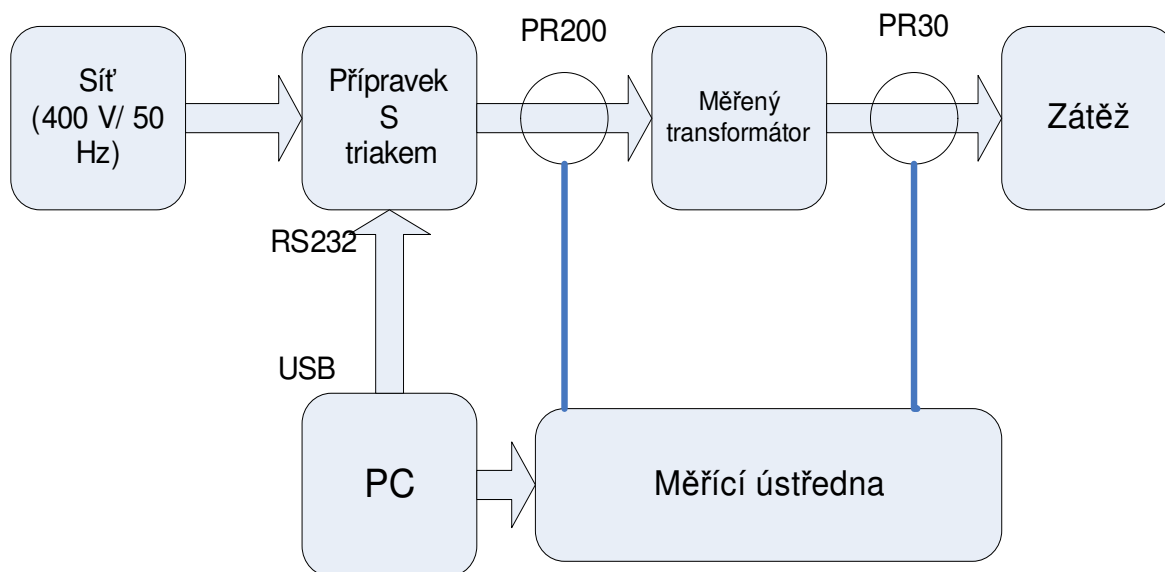 PR200
PR30
Síť
(400 V/ 50
Hz)
Přípravek
S
triakem
Měřený
transformátor
Zátěž
RS232
USB
PC
Měřící ústředna